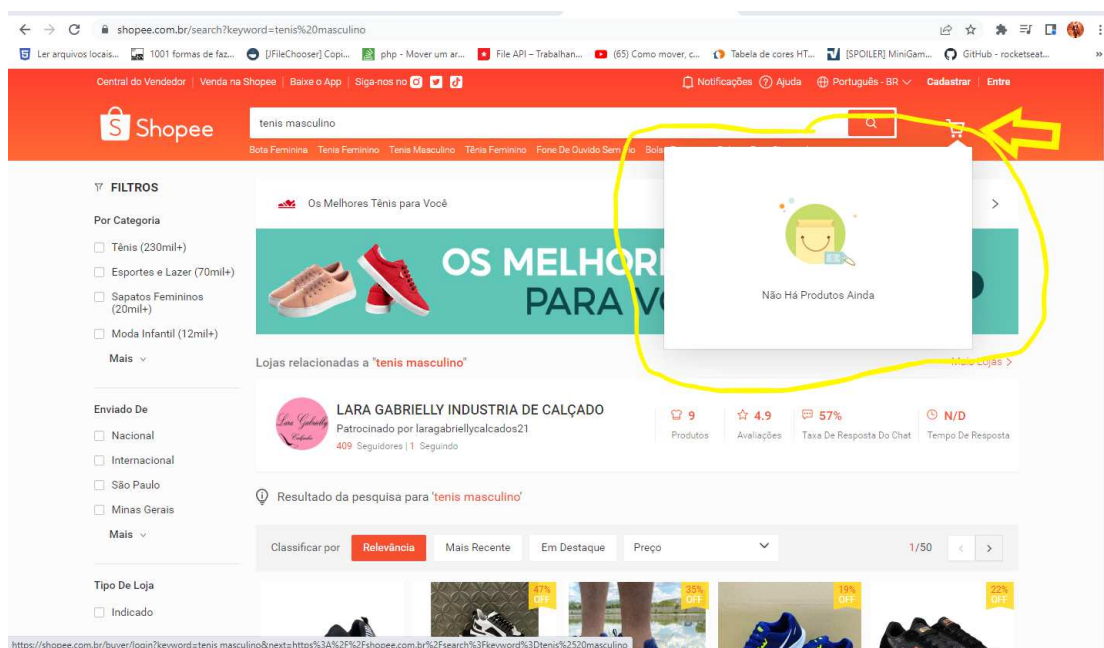 shopee.com.br/search?keyword=tenis%20masculino
Ler arquivos locais... 1001 formas de faz... [JFileChooser] Copi... php - Mover um ar... File API – Trabalhan... (65) Como mover, c... Tabela de cores HT... [SPOILER] MiniGam... GitHub - rocketseat... »
Central do Vendedor | Venda na Shopee | Baixe o App | Siga-nos no Notificações Ajuda Português - BR Cadastrar | Entre
Shopee
tenis masculino
Bota Feminina Tenis Feminino Tenis Masculino Tênis Feminino Fone De Ouvido Sem Fio
FILTROS
Os Melhores Tênis para Você
Por Categoria
Tênis (230mil+)
Esportes e Lazer (70mil+)
Sapatos Femininos
(20mil+)
Moda Infantil (12mil+)
Mais
OS MELHOR
PARA V
Não Há Produtos Ainda
Lojas relacionadas a "tenis masculino"
Mais Lojas >
Enviado De
Nacional
Internacional
São Paulo
Minas Gerais
Mais
Lara Gabrielly
Calçados
LARA GABRIELLY INDUSTRIA DE CALÇADO
Patrocinado por laragabriellycalcados21
409 Seguidores | 1 Seguindo
9
Produtos
4.9
Avaliações
57%
Taxa De Resposta Do Chat
N/D
Tempo De Resposta
Resultado da pesquisa para 'tenis masculino'
Classificar por Relevância Mais Recente Em Destaque Preço 1/50
Tipo De Loja
Indicado
47%
OFF
35%
OFF
19%
OFF
22%
OFF
https://shopee.com.br/buyer/login?keyword=tenis masculino&next=https%3A%2F%2Fshopee.com.br%2Fsearch%3Fkeyword%3Dtenis%2520masculino